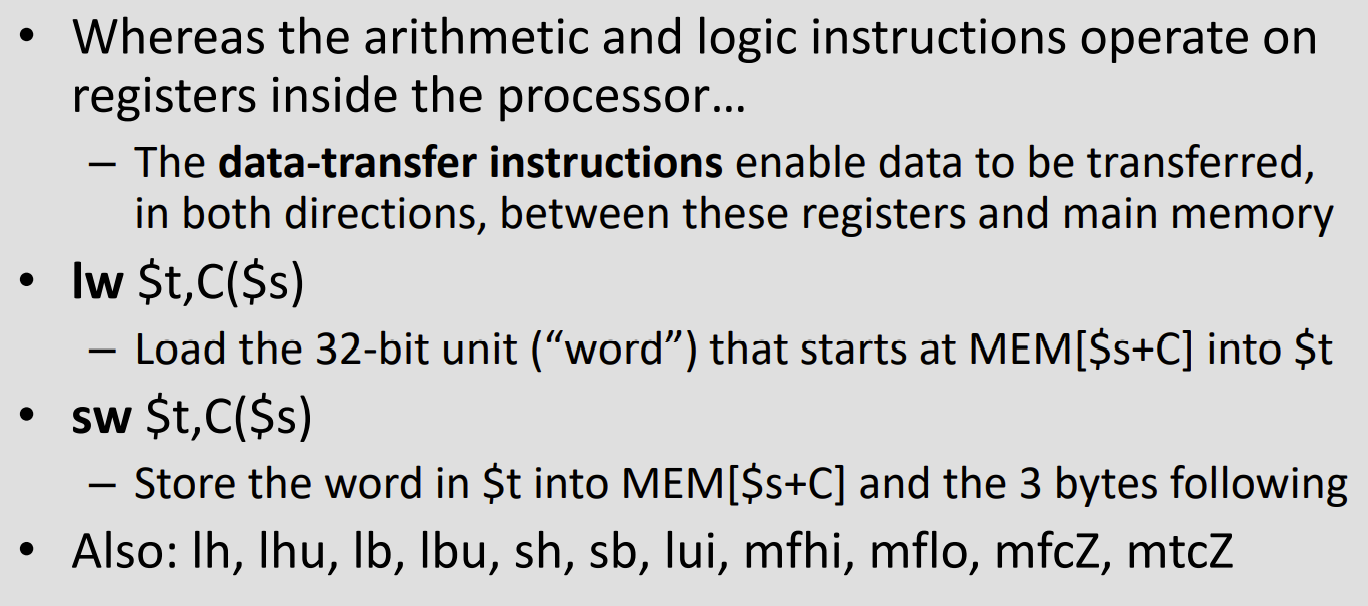 • Whereas the arithmetic and logic instructions operate on
registers inside the processor…
– The data-transfer instructions enable data to be transferred,
in both directions, between these registers and main memory
• lw $t,C($s)
– Load the 32-bit unit (“word”) that starts at MEM[$s+C] into $t
• sw $t,C($s)
– Store the word in $t into MEM[$s+C] and the 3 bytes following
• Also: lh, lhu, lb, lbu, sh, sb, lui, mfhi, mflo, mfcZ, mtcZ